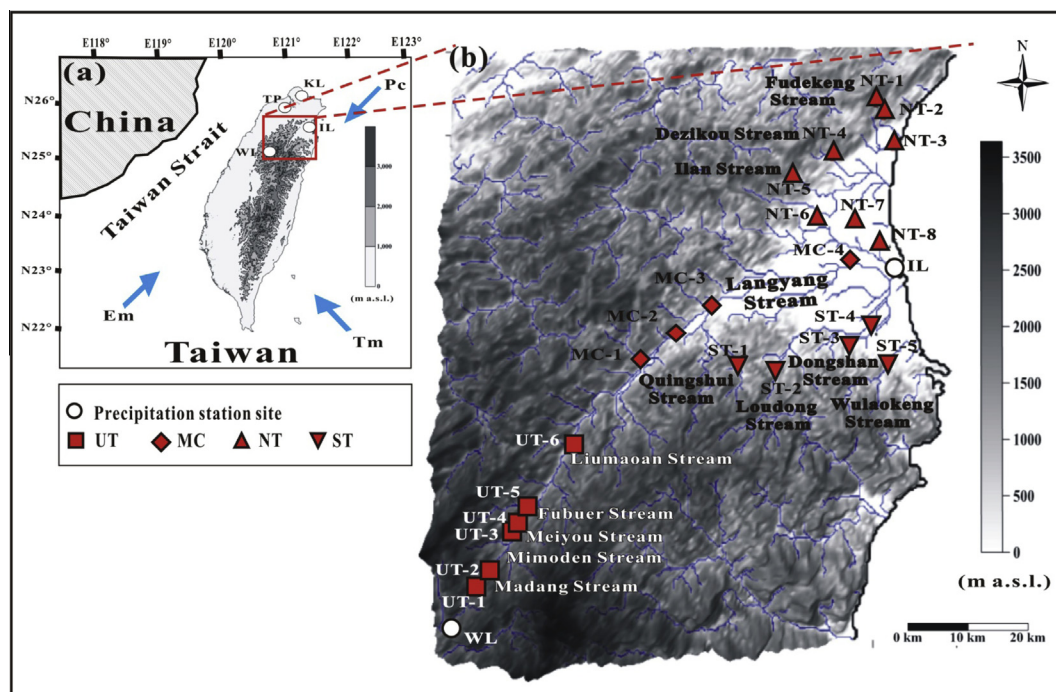 E118° E119° E120° E121° E122° E123°
(a)
China
Taiwan Strait
N26°
N25°
N24°
N23°
N22°
KL
TP
IL
WL
Pc
Em
Tm
3,000
2,000
1,000
0
(m a.s.l.)
Taiwan
Precipitation station site
UT MC NT ST
(b)
N
Fudekeng
Stream
NT-1
NT-2
NT-3
Dezikou Stream
NT-4
Ilan Stream
NT-5
NT-6
NT-7
NT-8
MC-4
IL
MC-3
Langyang
Stream
MC-2
MC-1
ST-4
ST-3
ST-5
ST-1
ST-2
Quingshui
Stream
Dongshan
Stream
Loudong
Stream
Wulaokeng
Stream
UT-6
Liumaoan Stream
UT-5
Fubuer Stream
UT-4
UT-3
Meiyou Stream
Mimoden Stream
UT-2
Madang Stream
UT-1
WL
3500
3000
2500
2000
1500
1000
500
0
(m a.s.l.)
0 km 10 km 20 km